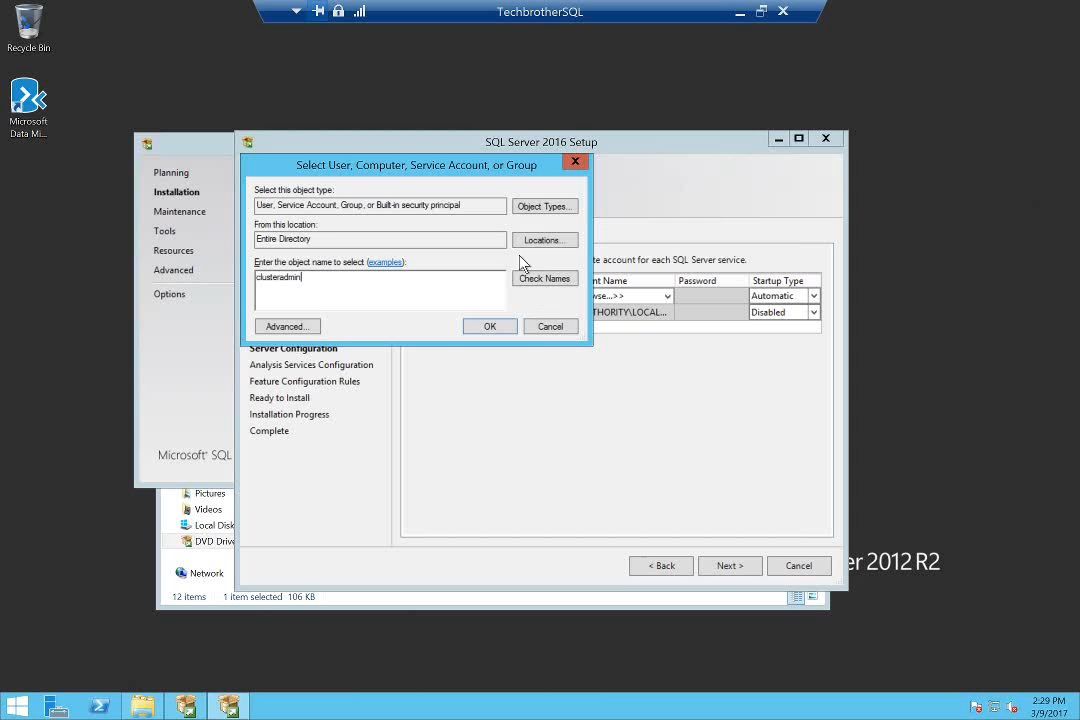 TechbrotherSQL
Recycle Bin
Microsoft
Data Mi...
SQL Server 2016 Setup
Select User, Computer, Service Account, or Group
Select this object type:
User, Service Account, Group, or Built-in security principal
Object Types...
From this location:
Entire Directory
Locations...
Enter the object name to select (examples):
clusteradmin
Check Names
Advanced...
OK
Cancel
Planning
Installation
Maintenance
Tools
Resources
Advanced
Options
Microsoft SQL
te account for each SQL Server service.
nt Name
Password
Startup Type
wse...>>
Automatic
THORITY\LOCAL...
Disabled
Server Configuration
Analysis Services Configuration
Feature Configuration Rules
Ready to Install
Installation Progress
Complete
< Back
Next >
Cancel
Pictures
Videos
Local Disk
DVD Drive
Network
12 items
1 item selected 106 KB
er 2012 R2
2:29 PM
3/9/2017